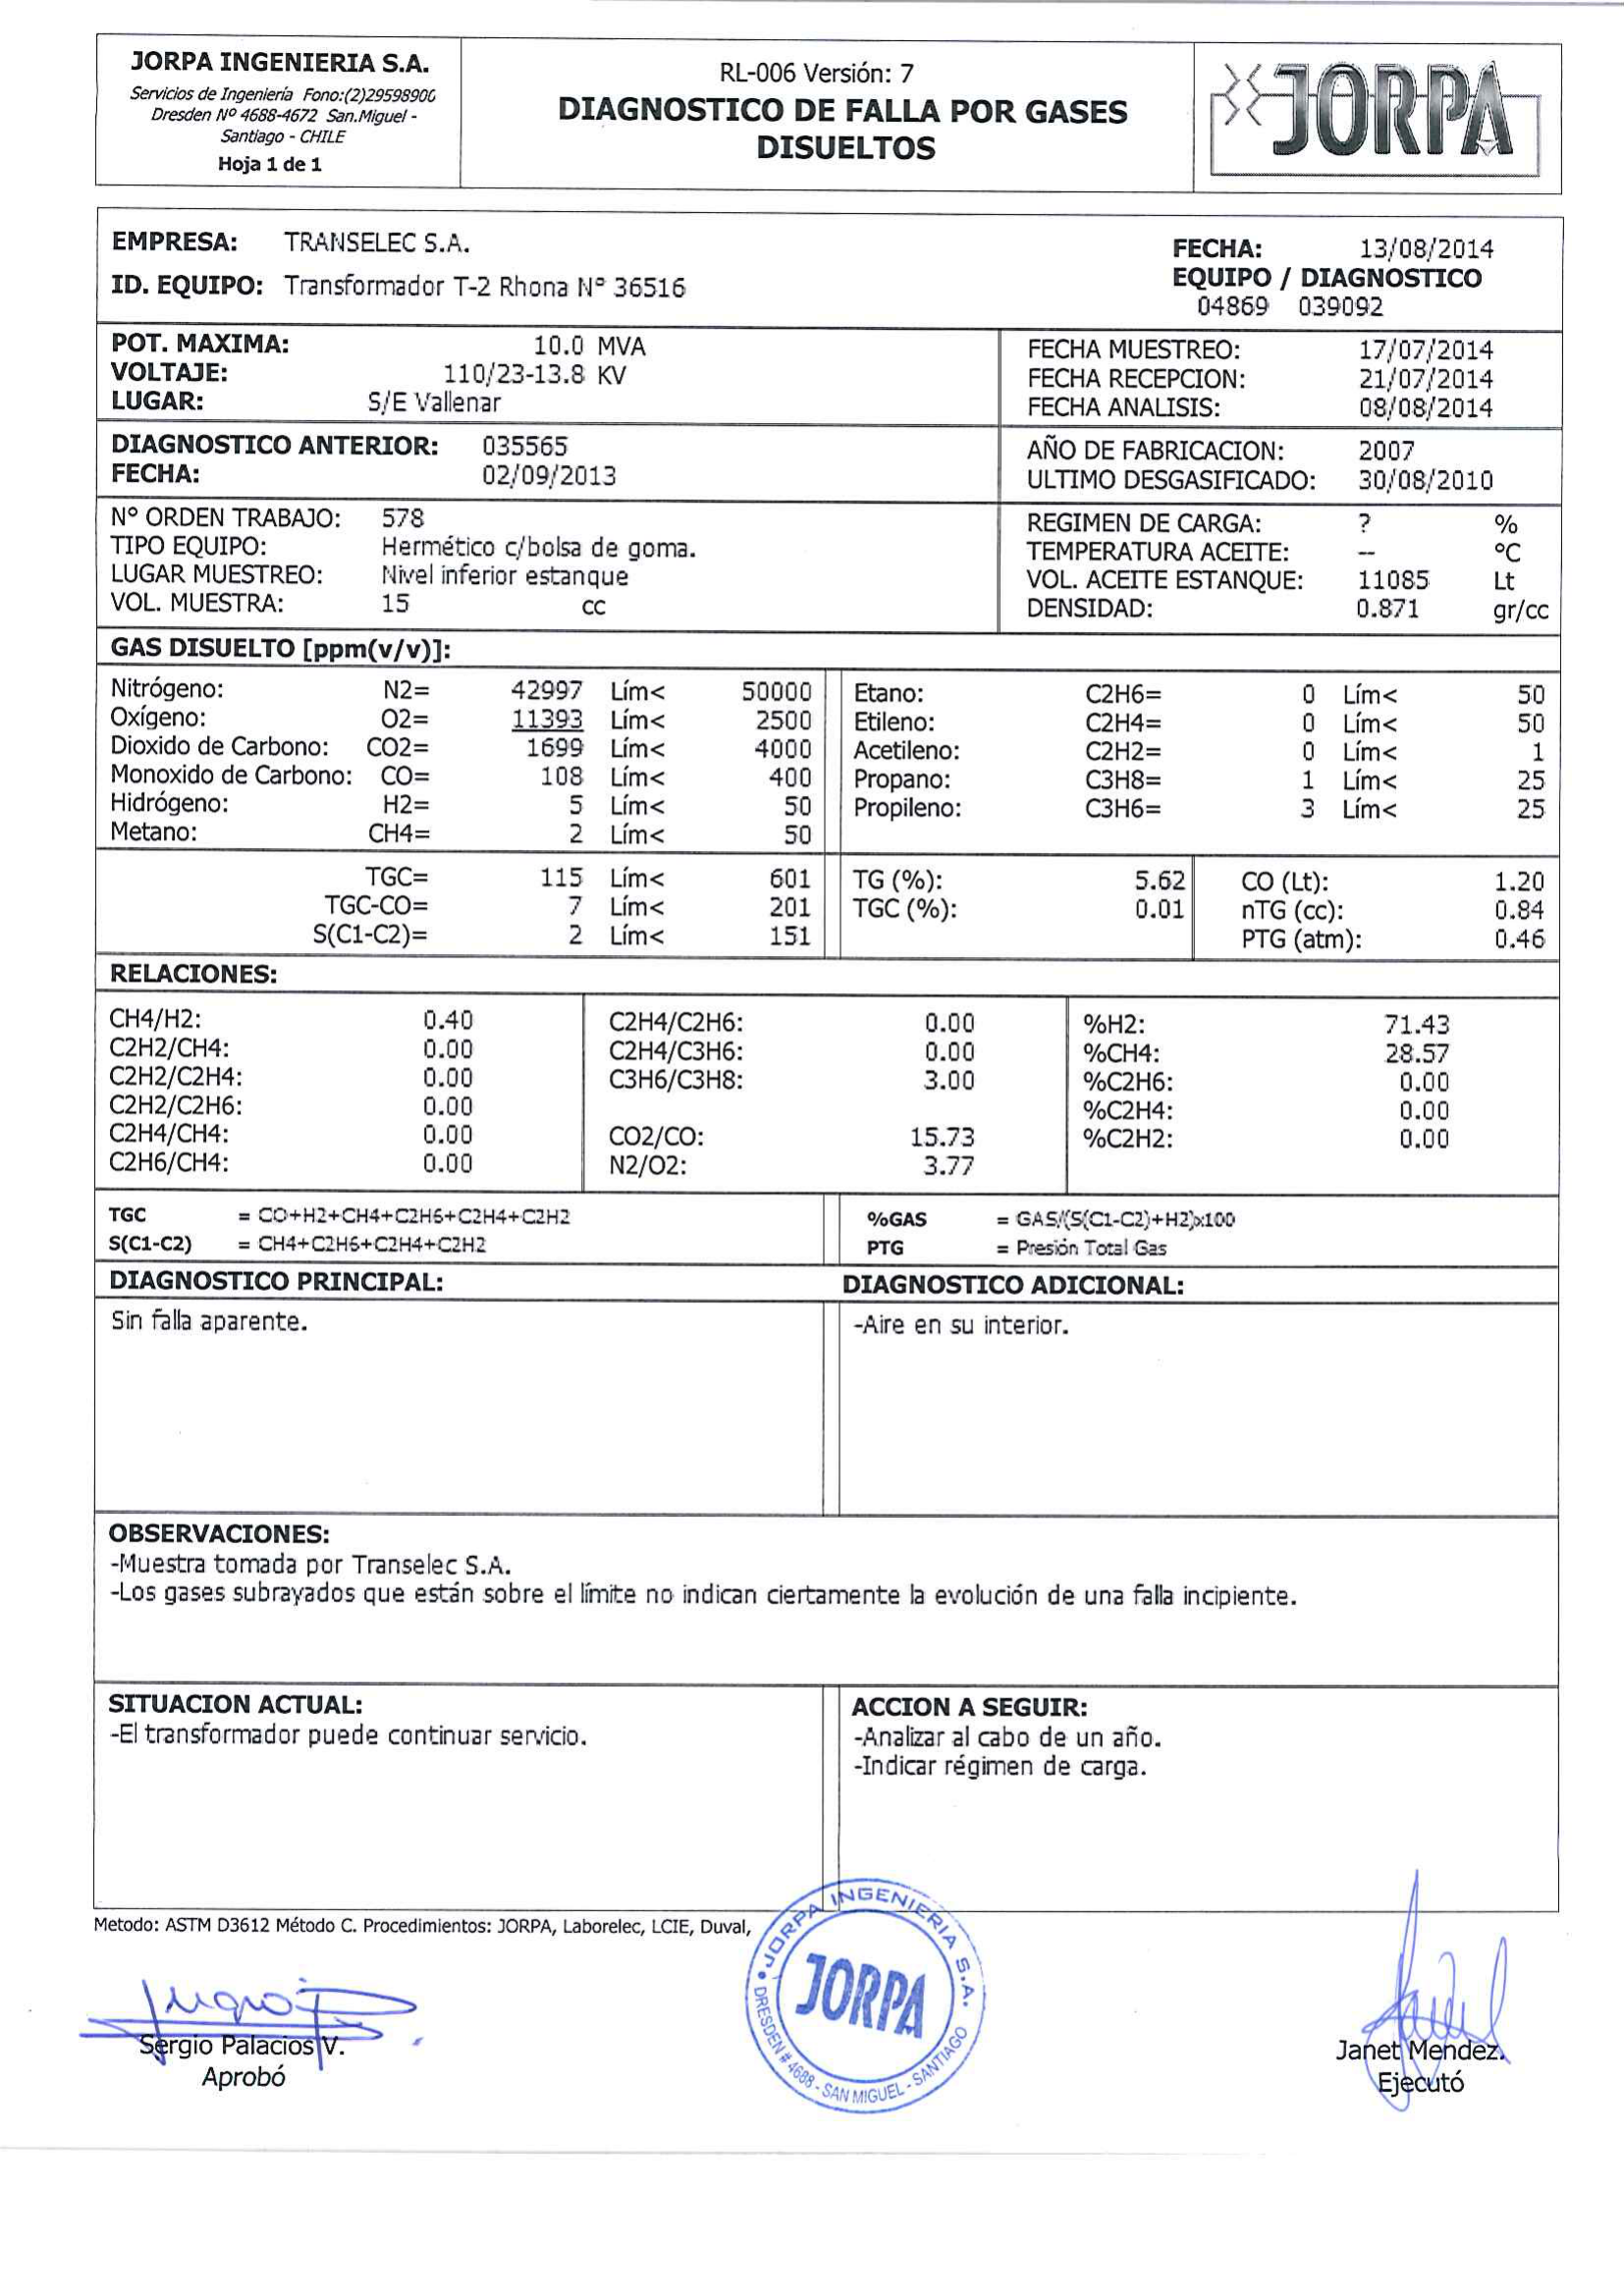 JORPA INGENIERIA S.A.
Servicios de Ingeniería Fono:(2)29598900
Dresden Nº 4688-4672 San.Miguel -
Santiago - CHILE
Hoja 1 de 1
RL-006 Versión: 7
DIAGNOSTICO DE FALLA POR GASES
DISUELTOS
JORPA
EMPRESA: TRANSELEC S.A.
ID. EQUIPO: Transformador T-2 Rhona Nº 36516
FECHA: 13/08/2014
EQUIPO / DIAGNOSTICO
04869 039092
POT. MAXIMA: 10.0 MVA
VOLTAJE: 110/23-13.8 KV
LUGAR: S/E Vallenar
FECHA MUESTREO: 17/07/2014
FECHA RECEPCION: 21/07/2014
FECHA ANALISIS: 08/08/2014
DIAGNOSTICO ANTERIOR: 035565
FECHA: 02/09/2013
AÑO DE FABRICACION: 2007
ULTIMO DESGASIFICADO: 30/08/2010
Nº ORDEN TRABAJO: 578
TIPO EQUIPO: Hermético c/bolsa de goma.
LUGAR MUESTREO: Nivel inferior estanque
VOL. MUESTRA: 15 cc
REGIMEN DE CARGA: ? %
TEMPERATURA ACEITE: -- °C
VOL. ACEITE ESTANQUE: 11085 Lt
DENSIDAD: 0.871 gr/cc
GAS DISUELTO [ppm(v/v)]:
Nitrógeno: N2= 42997 Lím< 50000
Oxígeno: O2= 11393 Lím< 2500
Dioxido de Carbono: CO2= 1699 Lím< 4000
Monoxido de Carbono: CO= 108 Lím< 400
Hidrógeno: H2= 5 Lím< 50
Metano: CH4= 2 Lím< 50
Etano: C2H6= 0 Lím< 50
Etileno: C2H4= 0 Lím< 50
Acetileno: C2H2= 0 Lím< 1
Propano: C3H8= 1 Lím< 25
Propileno: C3H6= 3 Lím< 25
TGC= 115 Lím< 601
TGC-CO= 7 Lím< 201
S(C1-C2)= 2 Lím< 151
TG (%): 5.62
TGC (%): 0.01
CO (Lt): 1.20
nTG (cc): 0.84
PTG (atm): 0.46
RELACIONES:
CH4/H2: 0.40
C2H2/CH4: 0.00
C2H2/C2H4: 0.00
C2H2/C2H6: 0.00
C2H4/CH4: 0.00
C2H6/CH4: 0.00
C2H4/C2H6: 0.00
C2H4/C3H6: 0.00
C3H6/C3H8: 3.00
CO2/CO: 15.73
N2/O2: 3.77
%H2: 71.43
%CH4: 28.57
%C2H6: 0.00
%C2H4: 0.00
%C2H2: 0.00
TGC = CO+H2+CH4+C2H6+C2H4+C2H2
S(C1-C2) = CH4+C2H6+C2H4+C2H2
%GAS = GAS/(S(C1-C2)+H2)x100
PTG = Presión Total Gas
DIAGNOSTICO PRINCIPAL:
Sin falla aparente.
DIAGNOSTICO ADICIONAL:
-Aire en su interior.
OBSERVACIONES:
-Muestra tomada por Transelec S.A.
-Los gases subrayados que están sobre el límite no indican ciertamente la evolución de una falla incipiente.
SITUACION ACTUAL:
-El transformador puede continuar servicio.
ACCION A SEGUIR:
-Analizar al cabo de un año.
-Indicar régimen de carga.
Metodo: ASTM D3612 Método C. Procedimientos: JORPA, Laborelec, LCIE, Duval,
JORPA INGENIERIA S.A.
JORPA
DRESDEN # 4688 - SAN MIGUEL - SANTIAGO
Sergio Palacios V.
Aprobó
Janet Mendez.
Ejecutó